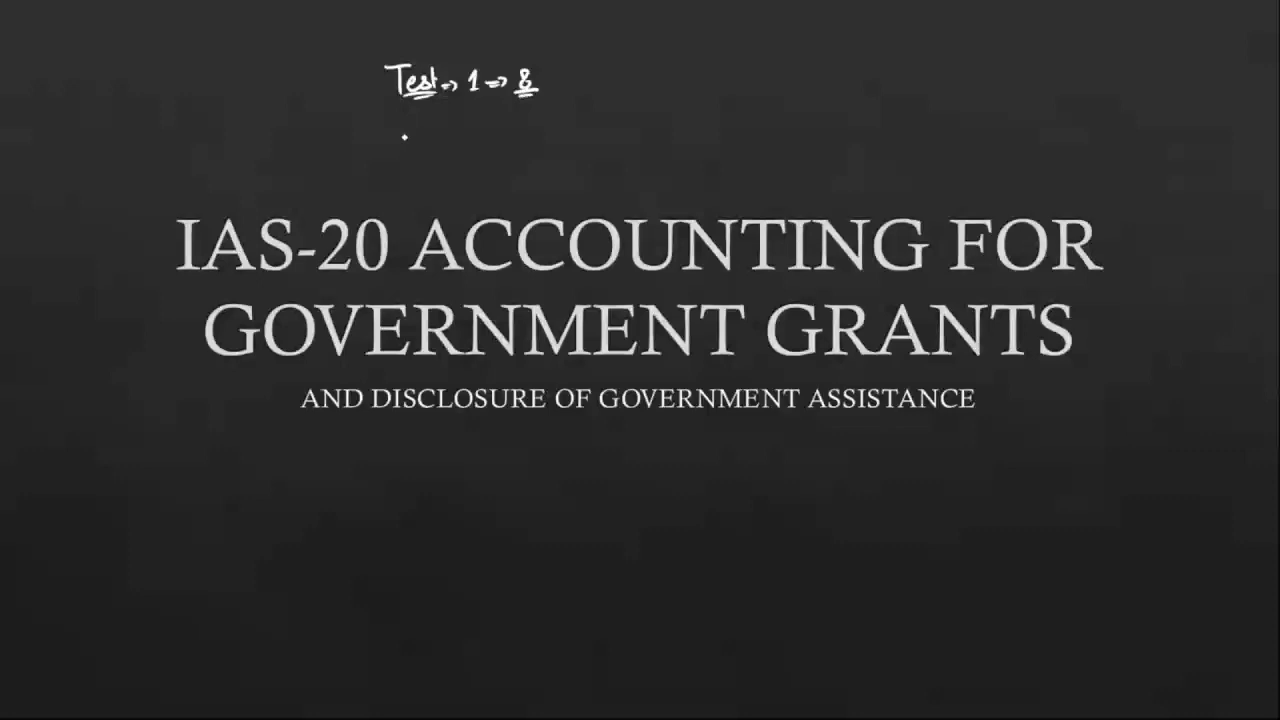 Test => 1 => 8
IAS-20 ACCOUNTING FOR
GOVERNMENT GRANTS
AND DISCLOSURE OF GOVERNMENT ASSISTANCE